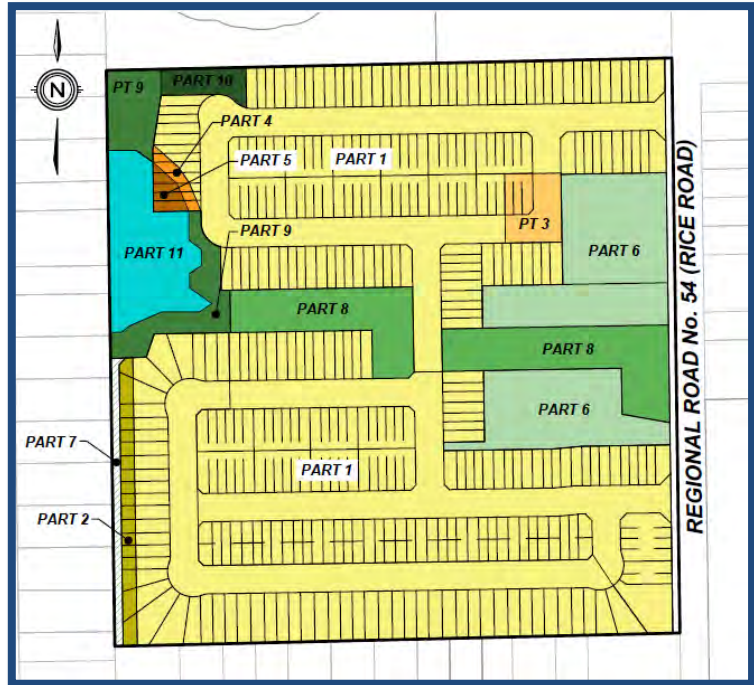 N
PT 9
PART 10
PART 4
PART 1
PART 5
PT 3
PART 9
PART 11
PART 6
PART 8
PART 8
PART 6
PART 7
PART 1
PART 2
REGIONAL ROAD No. 54 (RICE ROAD)